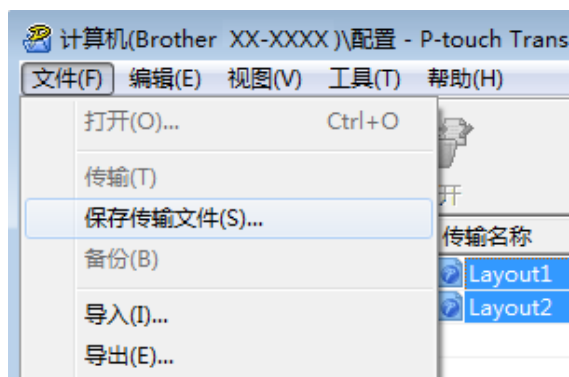 计算机(Brother XX-XXXX )\配置 - P-touch Trans
文件(F) 编辑(E) 视图(V) 工具(T) 帮助(H)
打开(O)... Ctrl+O
传输(T)
开
保存传输文件(S)...
传输名称
备份(B)
Layout1
导入(I)...
Layout2
导出(E)...